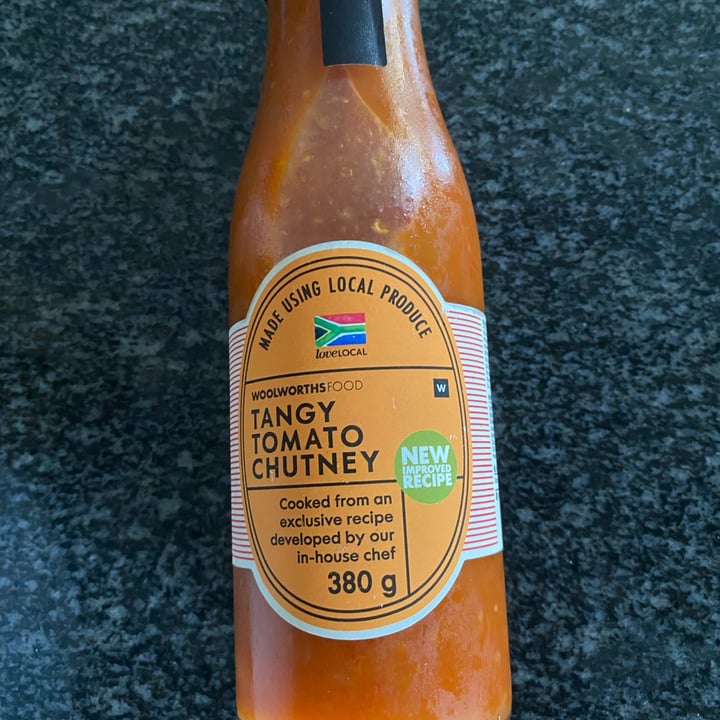 MADE USING LOCAL PRODUCE
loveLOCAL
WOOLWORTHSFOOD
W
TANGY
TOMATO
CHUTNEY
NEW
IMPROVED
RECIPE
Cooked from an
exclusive recipe
developed by our
in-house chef
380 g